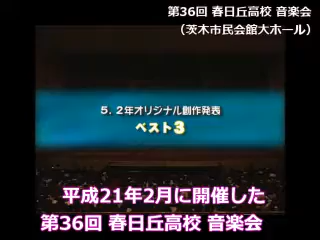 第36回 春日丘高校 音楽会
（茨木市民会館大ホール）
5. 2年オリジナル創作発表
ベスト3
平成21年2月に開催した
第36回 春日丘高校 音楽会